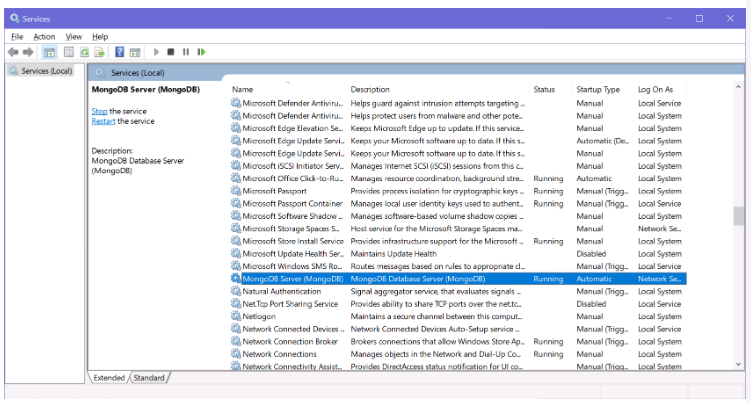 Services
File Action View Help
Services (Local)
Services (Local)
MongoDB Server (MongoDB)
Stop the service
Restart the service
Description:
MongoDB Database Server
(MongoDB)
Name Description Status Startup Type Log On As
Microsoft Defender Antiviru... Helps guard against intrusion attempts targeting ... Manual Local Service
Microsoft Defender Antiviru... Helps protect users from malware and other pote... Manual Local System
Microsoft Edge Elevation Se... Keeps Microsoft Edge up to update. If this service... Manual Local System
Microsoft Edge Update Servi... Keeps your Microsoft software up to date. If this s... Automatic (De... Local System
Microsoft Edge Update Servi... Keeps your Microsoft software up to date. If this s... Manual Local System
Microsoft iSCSI Initiator Serv... Manages Internet SCSI (iSCSI) sessions from this c... Manual Local System
Microsoft Office Click-to-Ru... Manages resource coordination, background stre... Running Automatic Local System
Microsoft Passport Provides process isolation for cryptographic keys ... Running Manual (Trigg... Local System
Microsoft Passport Container Manages local user identity keys used to authent... Running Manual (Trigg... Local Service
Microsoft Software Shadow ... Manages software-based volume shadow copies ... Manual Local System
Microsoft Storage Spaces S... Host service for the Microsoft Storage Spaces ma... Manual Network Se...
Microsoft Store Install Service Provides infrastructure support for the Microsoft ... Running Manual Local System
Microsoft Update Health Ser... Maintains Update Health Disabled Local System
Microsoft Windows SMS Ro... Routes messages based on rules to appropriate cl... Manual (Trigg... Local Service
MongoDB Server (MongoDB) MongoDB Database Server (MongoDB) Running Automatic Network Se...
Natural Authentication Signal aggregator service, that evaluates signals ... Manual (Trigg... Local System
Net.Tcp Port Sharing Service Provides ability to share TCP ports over the net.tc... Disabled Local Service
Netlogon Maintains a secure channel between this comput... Manual Local System
Network Connected Devices ... Network Connected Devices Auto-Setup service ... Manual (Trigg... Local Service
Network Connection Broker Brokers connections that allow Windows Store Ap... Running Manual (Trigg... Local System
Network Connections Manages objects in the Network and Dial-Up Co... Running Manual Local System
Network Connectivity Assist... Provides DirectAccess status notification for UI co... Manual (Trigg... Local System
Extended Standard